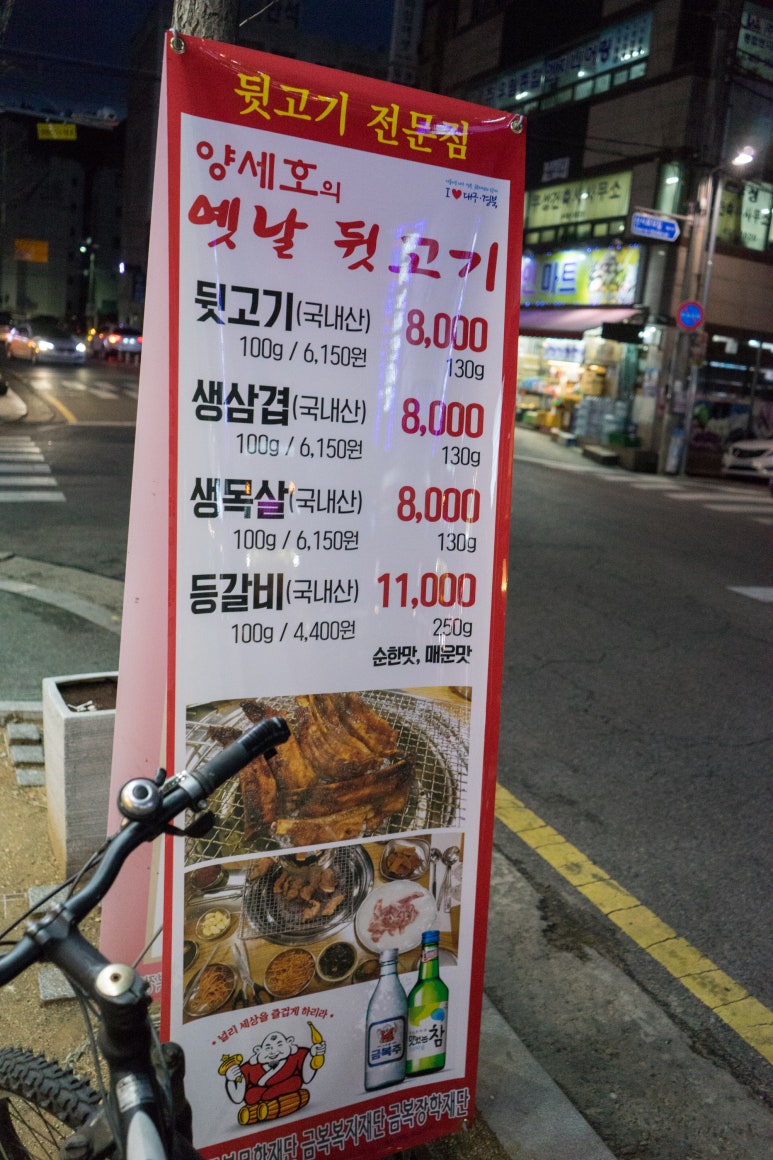 뒷고기 전문점
양세호의
I ♥ 대구·경북
옛날 뒷고기
뒷고기(국내산) 8,000
100g / 6,150원 130g
생삼겹(국내산) 8,000
100g / 6,150원 130g
생목살(국내산) 8,000
100g / 6,150원 130g
등갈비(국내산) 11,000
100g / 4,400원 250g
순한맛, 매운맛
• 널리 세상을 즐겁게 하리라 •
금복주
맛있는 참
금복복지재단 금복장학재단
마트